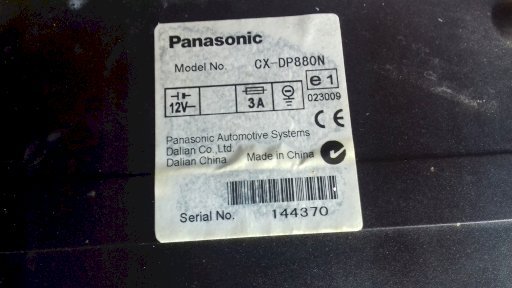 Panasonic
Model No. CX-DP880N
12V
3A
e1
023009
CE
Panasonic Automotive Systems
Dalian Co.,Ltd.
Dalian China Made in China
Serial No. 144370